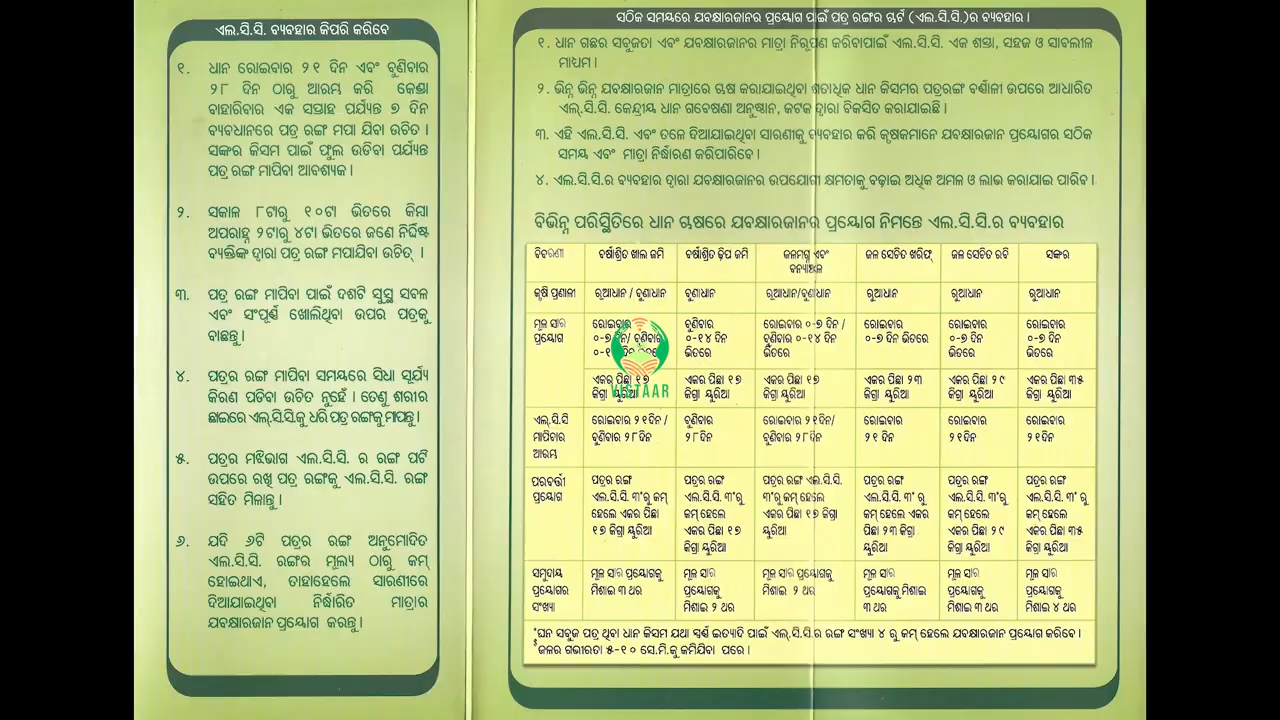 ଏଲ.ସି.ସି. ବ୍ୟବହାର କିପରି କରିବେ
୧. ଧାନ ରୋଇବାର ୨୧ ଦିନ ଏବଂ ବୁଣିବାର
୨୮ ଦିନ ଠାରୁ ଆରମ୍ଭ କରି କେଣ୍ଡା
ବାହାରିବାର ଏକ ସପ୍ତାହ ପର୍ଯ୍ୟନ୍ତ ୭ ଦିନ
ବ୍ୟବଧାନରେ ପତ୍ର ରଙ୍ଗ ମପା ଯିବା ଉଚିତ ।
ସଙ୍କର କିସମ ପାଇଁ ଫୁଲ ଉଠିବା ପର୍ଯ୍ୟନ୍ତ
ପତ୍ର ରଙ୍ଗ ମାପିବା ଆବଶ୍ୟକ ।
୨. ସକାଳ ୮ଟାରୁ ୧୦ଟା ଭିତରେ କିମ୍ବା
ଅପରାହ୍ନ ୨ଟାରୁ ୪ଟା ଭିତରେ ଜଣେ ନିର୍ଦ୍ଦିଷ୍ଟ
ବ୍ୟକ୍ତିଙ୍କ ଦ୍ୱାରା ପତ୍ର ରଙ୍ଗ ମପାଯିବା ଉଚିତ୍ ।
୩. ପତ୍ର ରଙ୍ଗ ମାପିବା ପାଇଁ ଦଶଟି ସୁସ୍ଥ ସବଳ
ଏବଂ ସଂପୂର୍ଣ୍ଣ ଖୋଲିଥିବା ଉପର ପତ୍ରକୁ
ବାଛନ୍ତୁ ।
୪. ପତ୍ରର ରଙ୍ଗ ମାପିବା ସମୟରେ ସିଧା ସୂର୍ଯ୍ୟ
କିରଣ ପଡିବା ଉଚିତ ନୁହେଁ । ତେଣୁ ଶରୀର
ଛାଇରେ ଏଲ୍.ସି.ସି.କୁ ଧରି ପତ୍ର ରଙ୍ଗକୁ ମାପନ୍ତୁ ।
୫. ପତ୍ରର ମଝିଭାଗ ଏଲ.ସି.ସି. ର ରଙ୍ଗ ପଟି
ଉପରେ ରଖି ପତ୍ର ରଙ୍ଗକୁ ଏଲ.ସି.ସି. ରଙ୍ଗ
ସହିତ ମିଳାନ୍ତୁ ।
୬. ଯଦି ୬ଟି ପତ୍ରର ରଙ୍ଗ ଅନୁମୋଦିତ
ଏଲ.ସି.ସି. ରଙ୍ଗର ମୂଲ୍ୟ ଠାରୁ କମ୍
ହୋଇଥାଏ, ତାହାହେଲେ ସାରଣୀରେ
ଦିଆଯାଇଥିବା ନିର୍ଦ୍ଧାରିତ ମାତ୍ରାର
ଯବକ୍ଷାରଜାନ ପ୍ରୟୋଗ କରନ୍ତୁ ।
ସଠିକ ସମୟରେ ଯବକ୍ଷାରଜାନର ପ୍ରୟୋଗ ପାଇଁ ପତ୍ର ରଙ୍ଗର ଚାର୍ଟ (ଏଲ.ସି.ସି.)ର ବ୍ୟବହାର ।
୧. ଧାନ ଗଛର ସବୁଜତା ଏବଂ ଯବକ୍ଷାରଜାନର ମାତ୍ରା ନିରୂପଣ କରିବାପାଇଁ ଏଲ.ସି.ସି. ଏକ ଶସ୍ତା, ସହଜ ଓ ସାବଲୀଳ
ମାଧ୍ୟମ ।
୨. ଭିନ୍ନ ଭିନ୍ନ ଯବକ୍ଷାରଜାନ ମାତ୍ରାରେ ଚାଷ କରାଯାଇଥିବା ଶତାଧିକ ଧାନ କିସମର ପତ୍ରରଙ୍ଗ ବର୍ଣ୍ଣାଳୀ ଉପରେ ଆଧାରିତ
ଏଲ୍.ସି.ସି. କେନ୍ଦ୍ରୀୟ ଧାନ ଗବେଷଣା ଅନୁଷ୍ଠାନ, କଟକ ଦ୍ୱାରା ବିକସିତ କରାଯାଇଛି ।
୩. ଏହି ଏଲ.ସି.ସି. ଏବଂ ତଳେ ଦିଆଯାଇଥିବା ସାରଣୀକୁ ବ୍ୟବହାର କରି କୃଷକମାନେ ଯବକ୍ଷାରଜାନ ପ୍ରୟୋଗର ସଠିକ
ସମୟ ଏବଂ ମାତ୍ରା ନିର୍ଦ୍ଧାରଣ କରିପାରିବେ ।
୪. ଏଲ.ସି.ସି.ର ବ୍ୟବହାର ଦ୍ୱାରା ଯବକ୍ଷାରଜାନର ଉପଯୋଗୀ କ୍ଷମତାକୁ ବଢ଼ାଇ ଅଧିକ ଅମଳ ଓ ଲାଭ କରାଯାଇ ପାରିବ ।
ବିଭିନ୍ନ ପରିସ୍ଥିତିରେ ଧାନ ଚାଷରେ ଯବକ୍ଷାରଜାନର ପ୍ରୟୋଗ ନିମନ୍ତେ ଏଲ.ସି.ସି.ର ବ୍ୟବହାର
ବିବରଣୀ ବର୍ଷାଶ୍ରିତ ଖାଲ ଜମି ବର୍ଷାଶ୍ରିତ ଢ଼ିପ ଜମି ଜଳମଗ୍ନ ଏବଂ ଜଳ ସେଚିତ ଖରିଫ୍ ଜଳ ସେଚିତ ରବି ସଙ୍କର
ବନ୍ୟାଞ୍ଚଳ
କୃଷି ପ୍ରଣାଳୀ ରୁଆଧାନ / ବୁଣାଧାନ ବୁଣାଧାନ ରୁଆଧାନ/ବୁଣାଧାନ ରୁଆଧାନ ରୁଆଧାନ ରୁଆଧାନ
ମୂଳ ସାର ରୋଇବାର ବୁଣିବାର ରୋଇବାର ୦-୭ ଦିନ / ରୋଇବାର ରୋଇବାର ରୋଇବାର
ପ୍ରୟୋଗ ୦-୭ ଦିନ/ ବୁଣିବାର ୦-୧୪ ଦିନ ବୁଣିବାର ୦-୧୪ ଦିନ ୦-୭ ଦିନ ଭିତରେ ୦-୭ ଦିନ ୦-୭ ଦିନ
ଭିତରେ ଭିତରେ ଭିତରେ ଭିତରେ
ଏକର ପିଛା ୧୭ ଏକର ପିଛା ୧୭ ଏକର ପିଛା ୧୭ ଏକର ପିଛା ୨୩ ଏକର ପିଛା ୨୯ ଏକର ପିଛା ୩୫
କିଗ୍ରା ୟୁରିଆ କିଗ୍ରା ୟୁରିଆ କିଗ୍ରା ୟୁରିଆ କିଗ୍ରା ୟୁରିଆ କିଗ୍ରା ୟୁରିଆ କିଗ୍ରା ୟୁରିଆ
VISTAAR
ଏଲ୍.ସି.ସି ରୋଇବାର ୨୧ଦିନ / ବୁଣିବାର ରୋଇବାର ୨୧ଦିନ/ ରୋଇବାର ରୋଇବାର ରୋଇବାର
ମାପିବାର ବୁଣିବାର ୨୮ଦିନ ୨୮ଦିନ ବୁଣିବାର ୨୮ଦିନ ୨୧ ଦିନ ୨୧ଦିନ ୨୧ଦିନ
ଆରମ୍ଭ
ପରବର୍ତ୍ତୀ ପତ୍ରର ରଙ୍ଗ ପତ୍ରର ରଙ୍ଗ ପତ୍ରର ରଙ୍ଗ ଏଲ.ସି.ସି. ପତ୍ରର ରଙ୍ଗ ପତ୍ରର ରଙ୍ଗ ପତ୍ରର ରଙ୍ଗ
ପ୍ରୟୋଗ ଏଲ.ସି.ସି. ୩*ରୁ କମ୍ ଏଲ.ସି.ସି. ୩*ରୁ ୩*ରୁ କମ୍ ହେଲେ ଏଲ.ସି.ସି. ୩* ରୁ ଏଲ.ସି.ସି. ୩*ରୁ ଏଲ.ସି.ସି. ୩* ରୁ
ହେଲେ ଏକର ପିଛା କମ୍ ହେଲେ ଏକର ପିଛା ୧୭ କିଗ୍ରା କମ୍ ହେଲେ ଏକର କମ୍ ହେଲେ କମ୍ ହେଲେ
୧୭ କିଗ୍ରା ୟୁରିଆ ଏକର ପିଛା ୧୭ ୟୁରିଆ ପିଛା ୨୩ କିଗ୍ରା ଏକର ପିଛା ୨୯ ଏକର ପିଛା ୩୫
କିଗ୍ରା ୟୁରିଆ ୟୁରିଆ କିଗ୍ରା ୟୁରିଆ କିଗ୍ରା ୟୁରିଆ
ସମୁଦାୟ ମୂଳ ସାର ପ୍ରୟୋଗକୁ ମୂଳ ସାର ମୂଳ ସାର ପ୍ରୟୋଗକୁ ମୂଳ ସାର ମୂଳ ସାର ମୂଳ ସାର
ପ୍ରୟୋଗର ମିଶାଇ ୩ ଥର ପ୍ରୟୋଗକୁ ମିଶାଇ ୨ ଥର ପ୍ରୟୋଗକୁ ମିଶାଇ ପ୍ରୟୋଗକୁ ପ୍ରୟୋଗକୁ
ସଂଖ୍ୟା ମିଶାଇ ୨ ଥର ୩ ଥର ମିଶାଇ ୩ ଥର ମିଶାଇ ୪ ଥର
*ଘନ ସବୁଜ ପତ୍ର ଥିବା ଧାନ କିସମ ଯଥା ସ୍ୱର୍ଣ୍ଣ ଇତ୍ୟାଦି ପାଇଁ ଏଲ୍.ସି.ସି.ର ରଙ୍ଗ ସଂଖ୍ୟା ୪ ରୁ କମ୍ ହେଲେ ଯବକ୍ଷାରଜାନ ପ୍ରୟୋଗ କରିବେ ।
$ଜଳର ଗଭୀରତା ୫-୧୦ ସେ.ମି.କୁ କମିଯିବା ପରେ ।